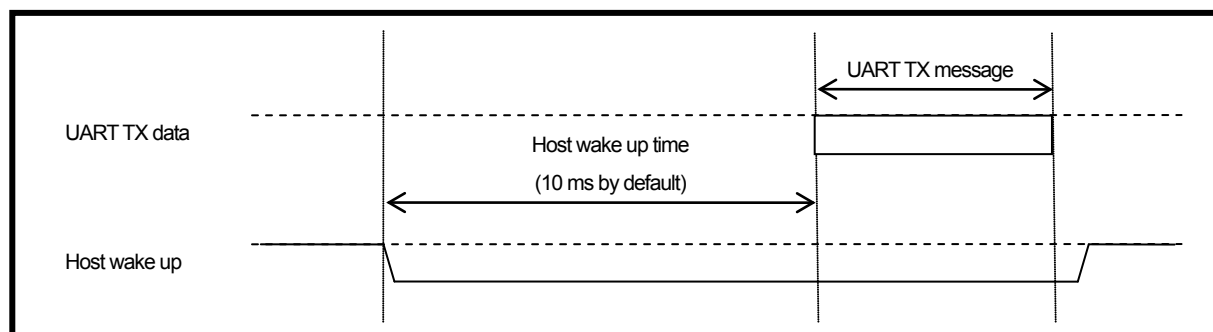 UART TX message
UART TX data
Host wake up time
(10 ms by default)
Host wake up